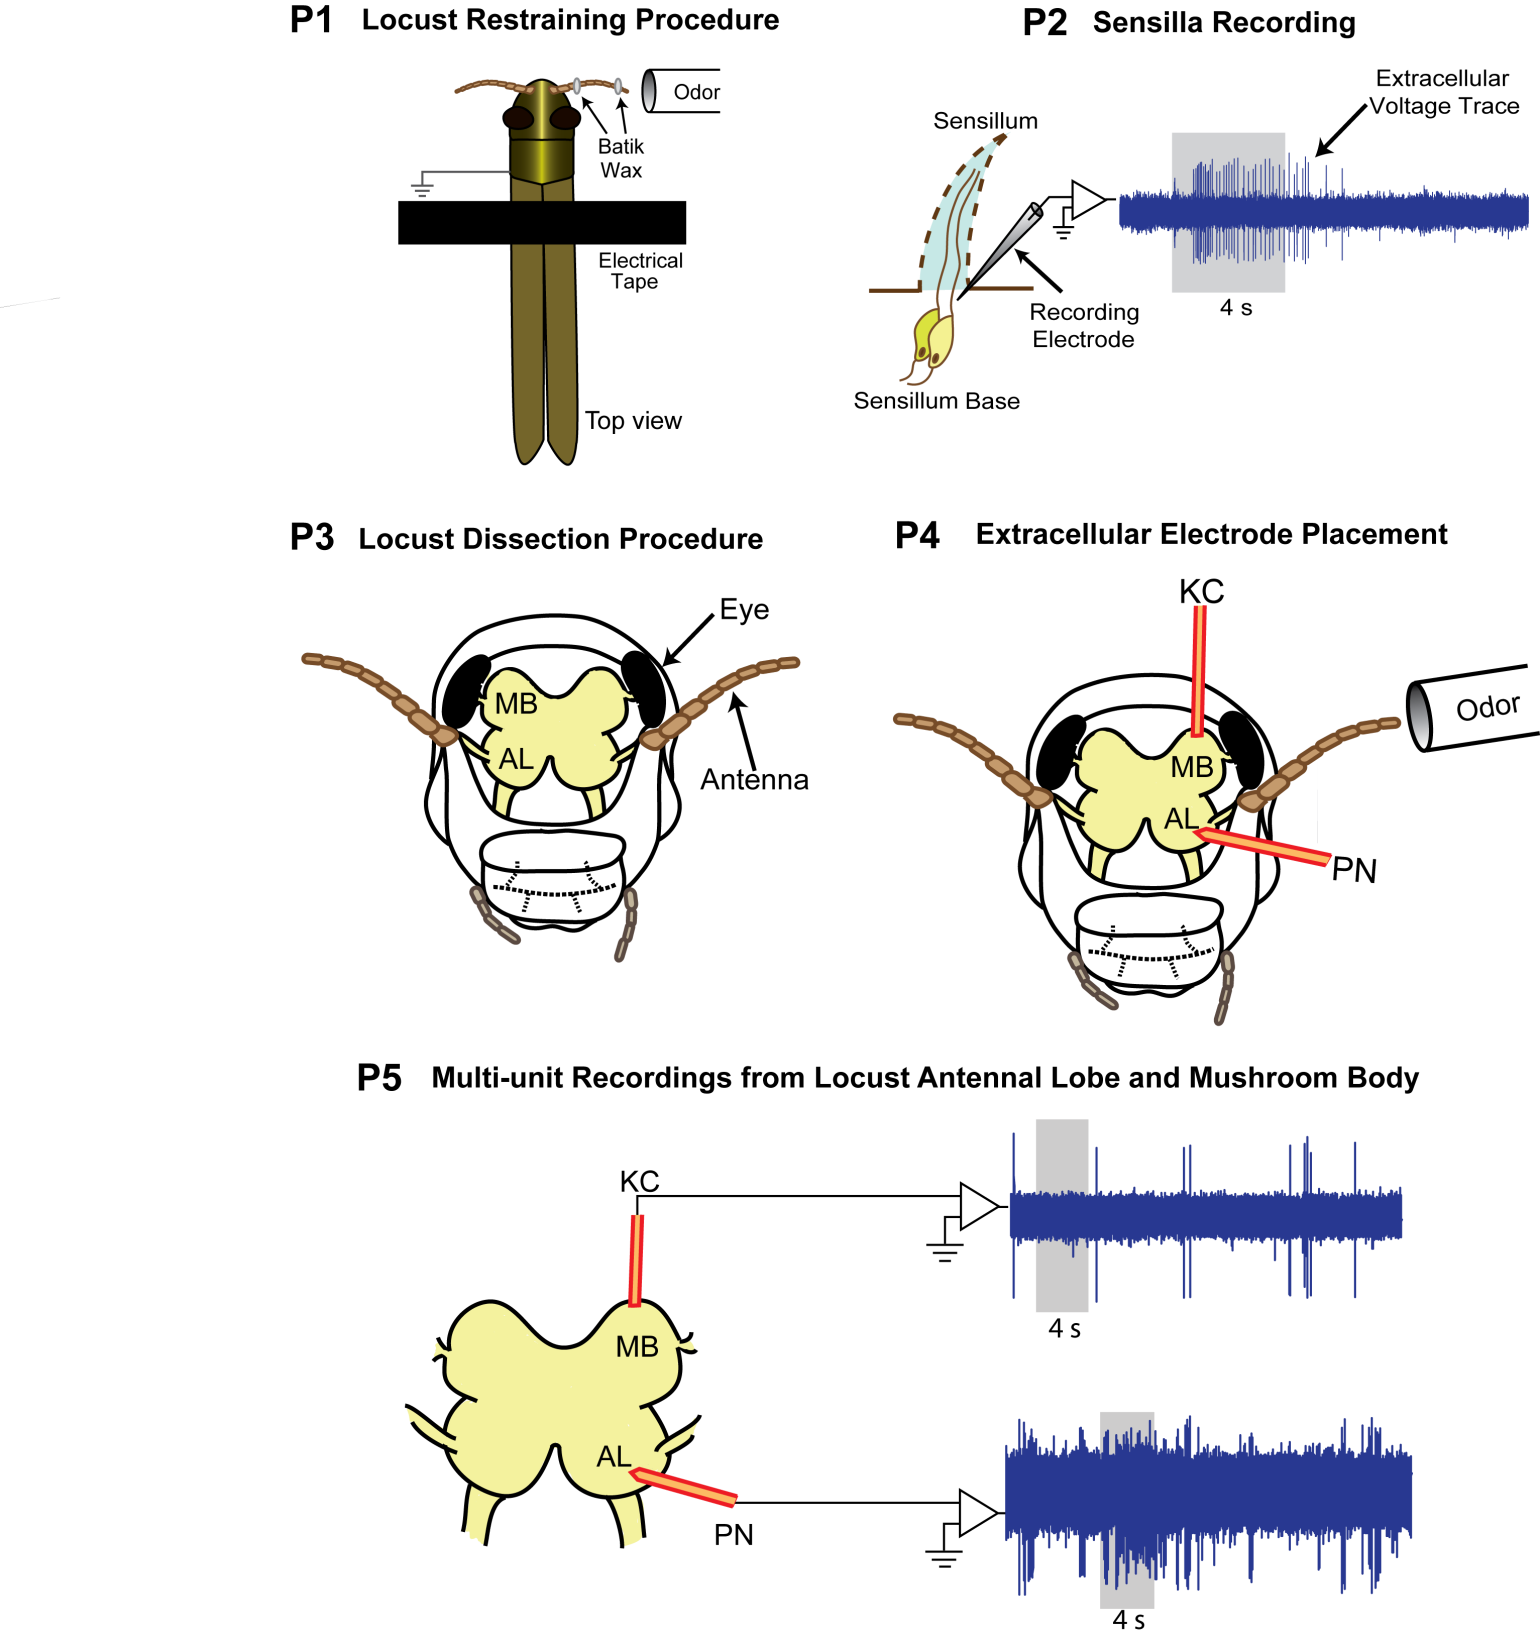 P1 Locust Restraining Procedure
Odor
Batik
Wax
Electrical
Tape
Top view
P2 Sensilla Recording
Extracellular
Voltage Trace
Sensillum
4 s
Recording
Electrode
Sensillum Base
P3 Locust Dissection Procedure
Eye
MB
AL
Antenna
P4 Extracellular Electrode Placement
KC
Odor
MB
AL
PN
P5 Multi-unit Recordings from Locust Antennal Lobe and Mushroom Body
KC
4 s
MB
AL
PN
4 s